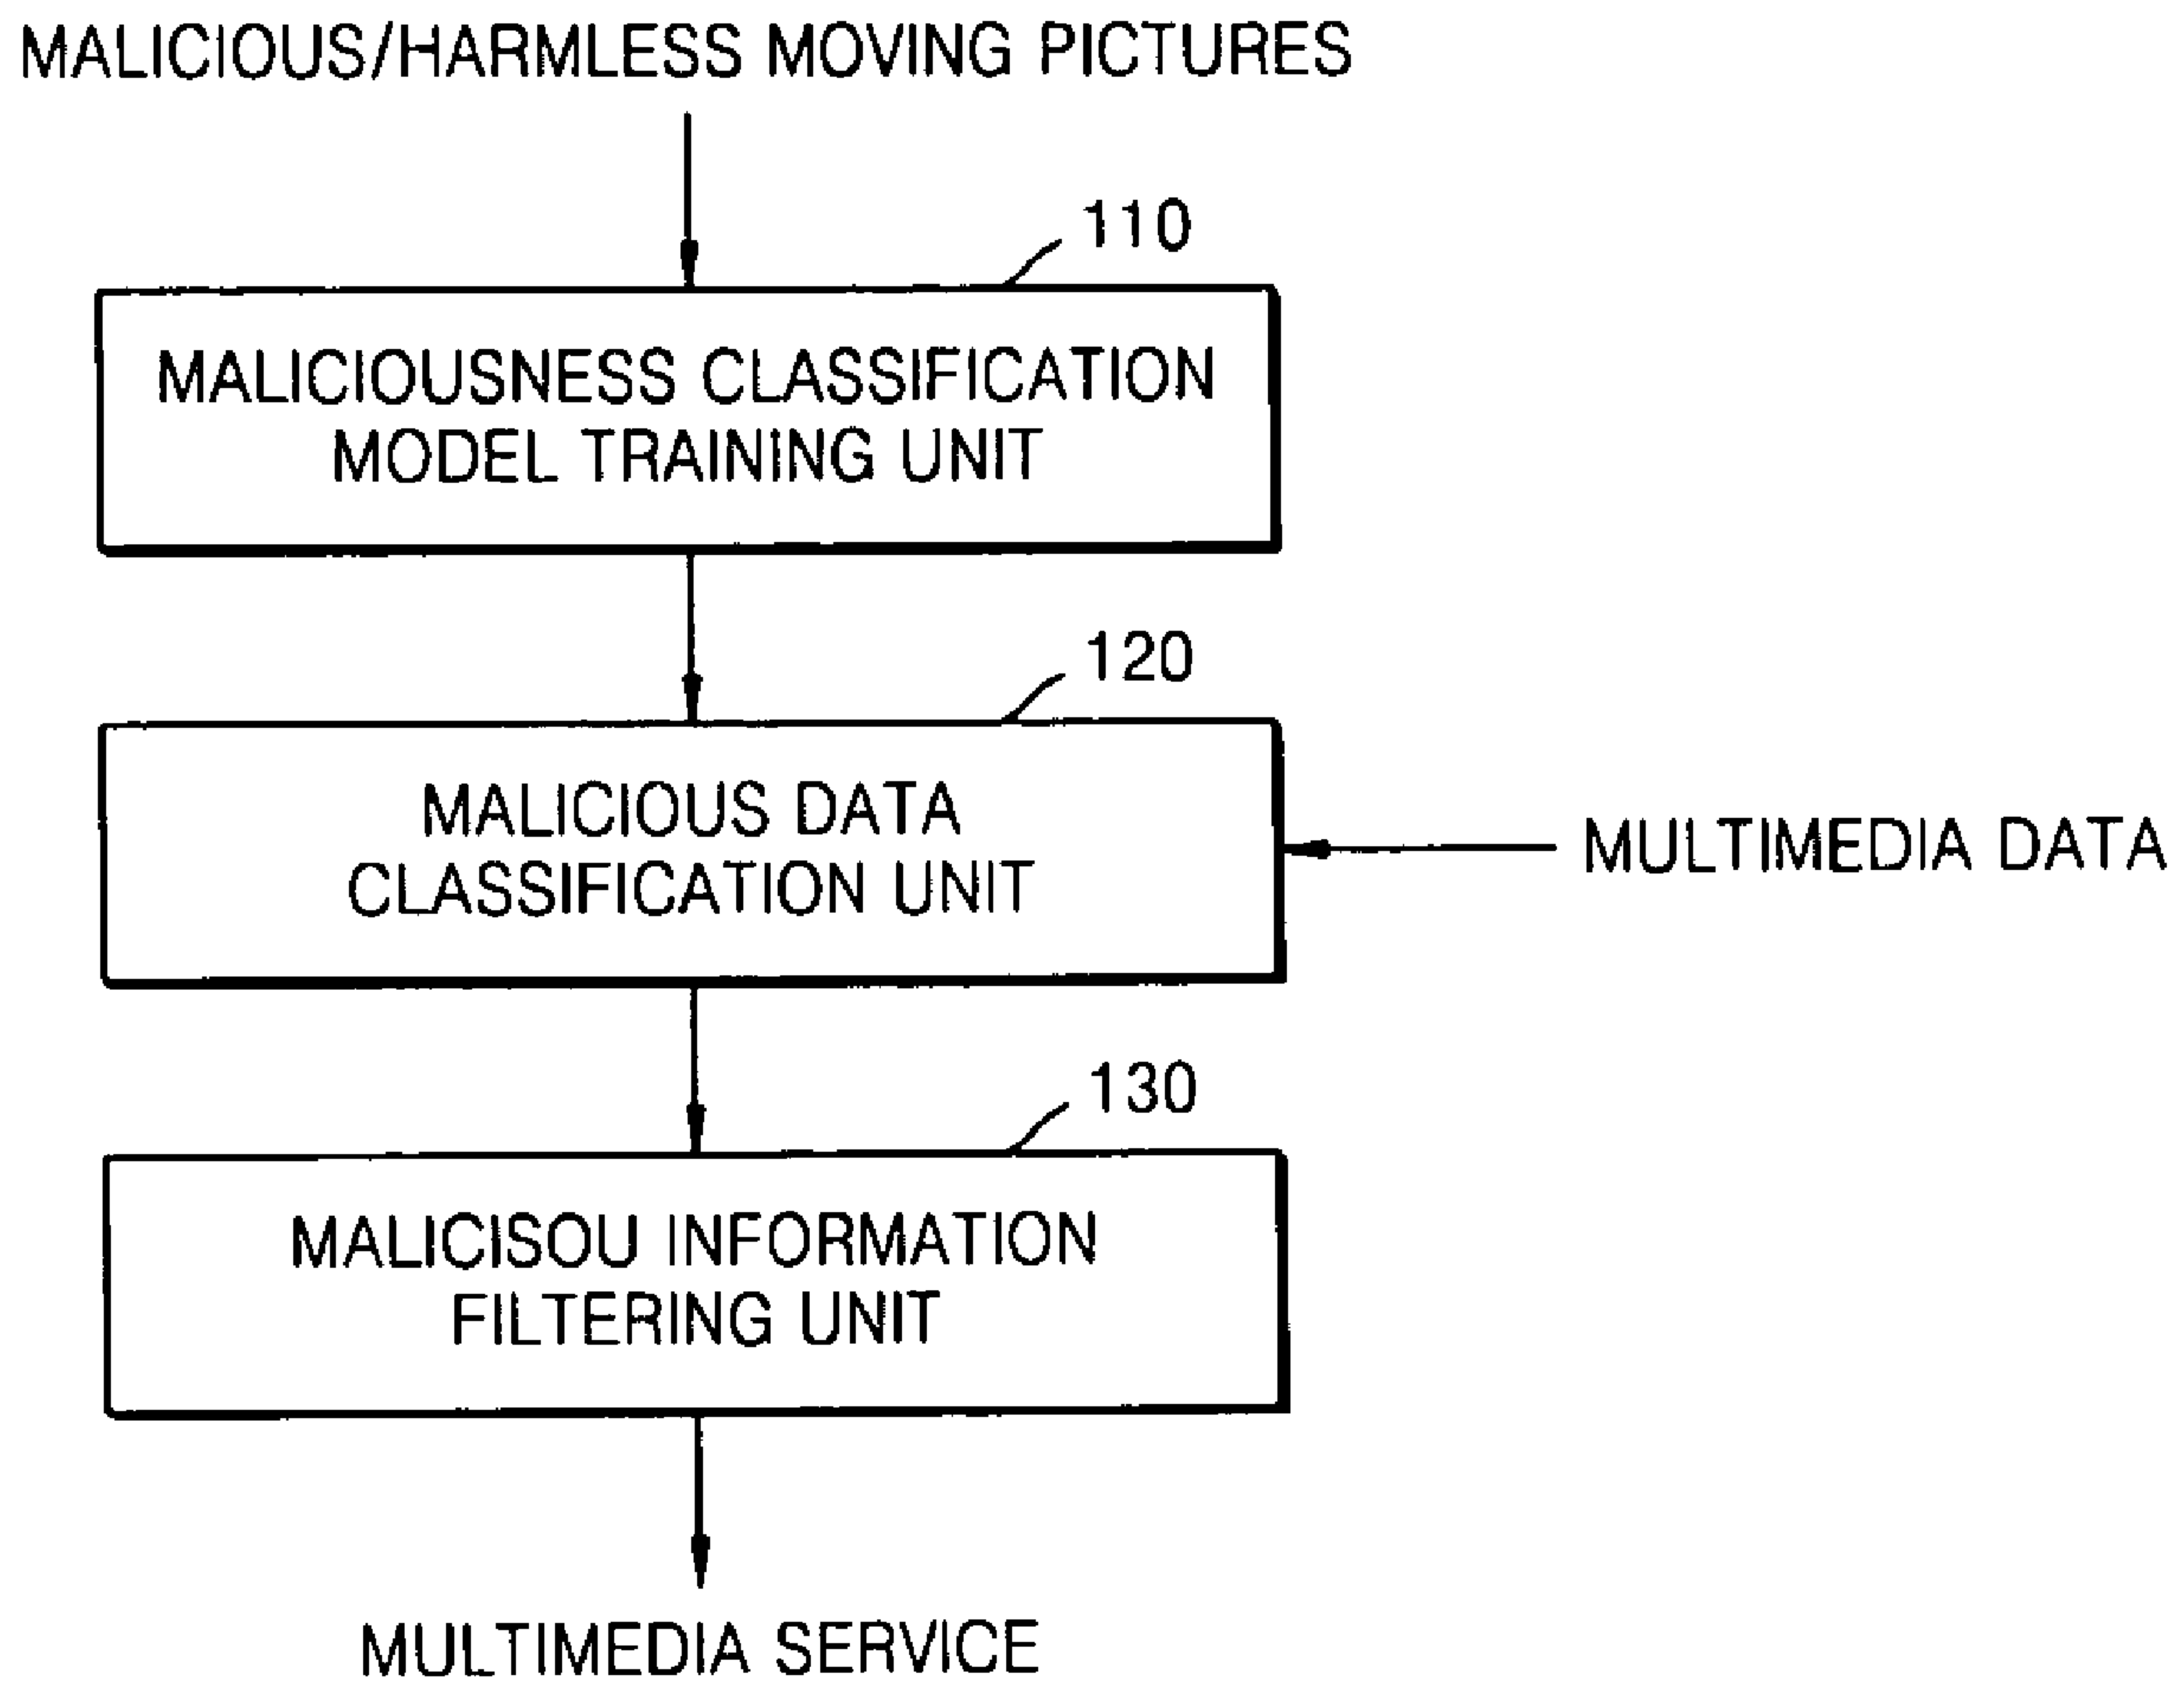 MALICIOUS/HARMLESS MOVING PICTURES
110
MALICIOUSNESS CLASSIFICATION
MODEL TRAINING UNIT
120
MALICIOUS DATA
CLASSIFICATION UNIT
MULTIMEDIA DATA
130
MALICISOU INFORMATION
FILTERING UNIT
MULTIMEDIA SERVICE